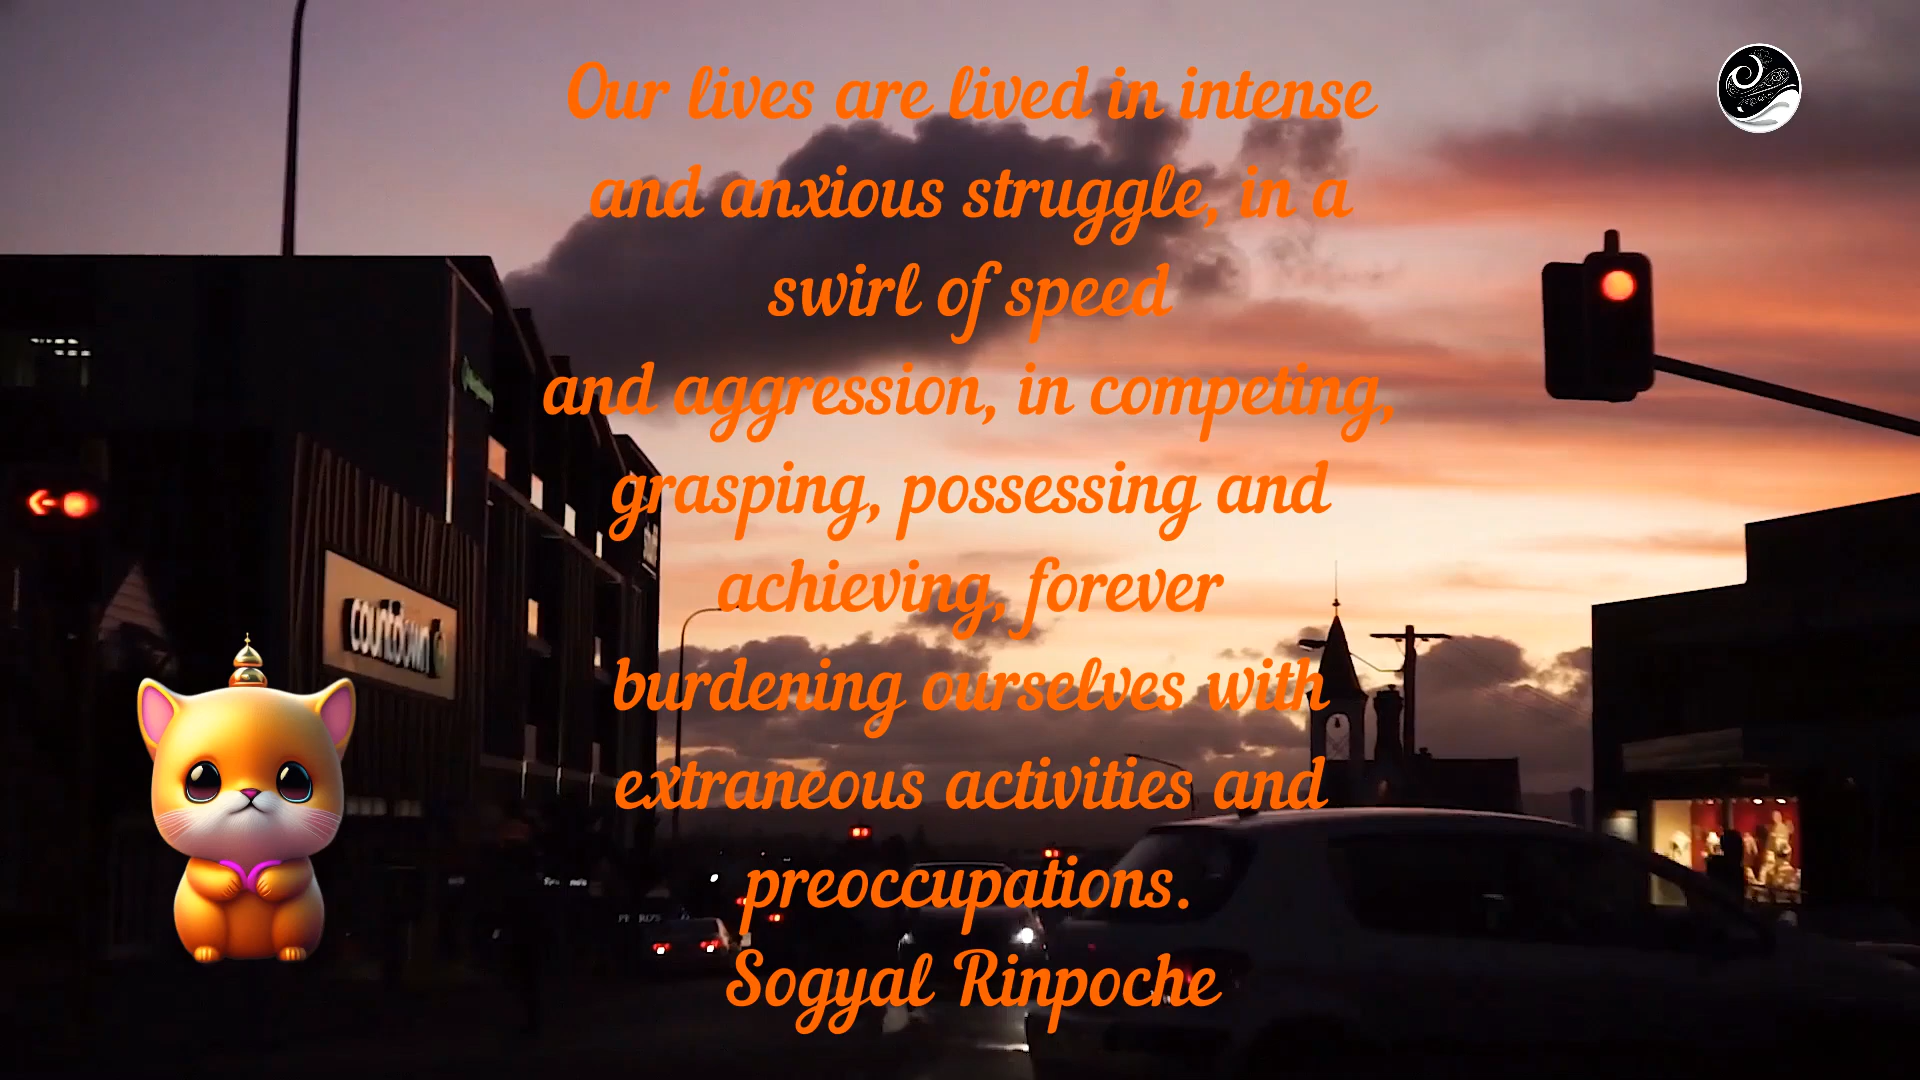 Our lives are lived in intense
and anxious struggle, in a
swirl of speed
and aggression, in competing,
grasping, possessing and
achieving, forever
burdening ourselves with
extraneous activities and
preoccupations.
Sogyal Rinpoche
countdown